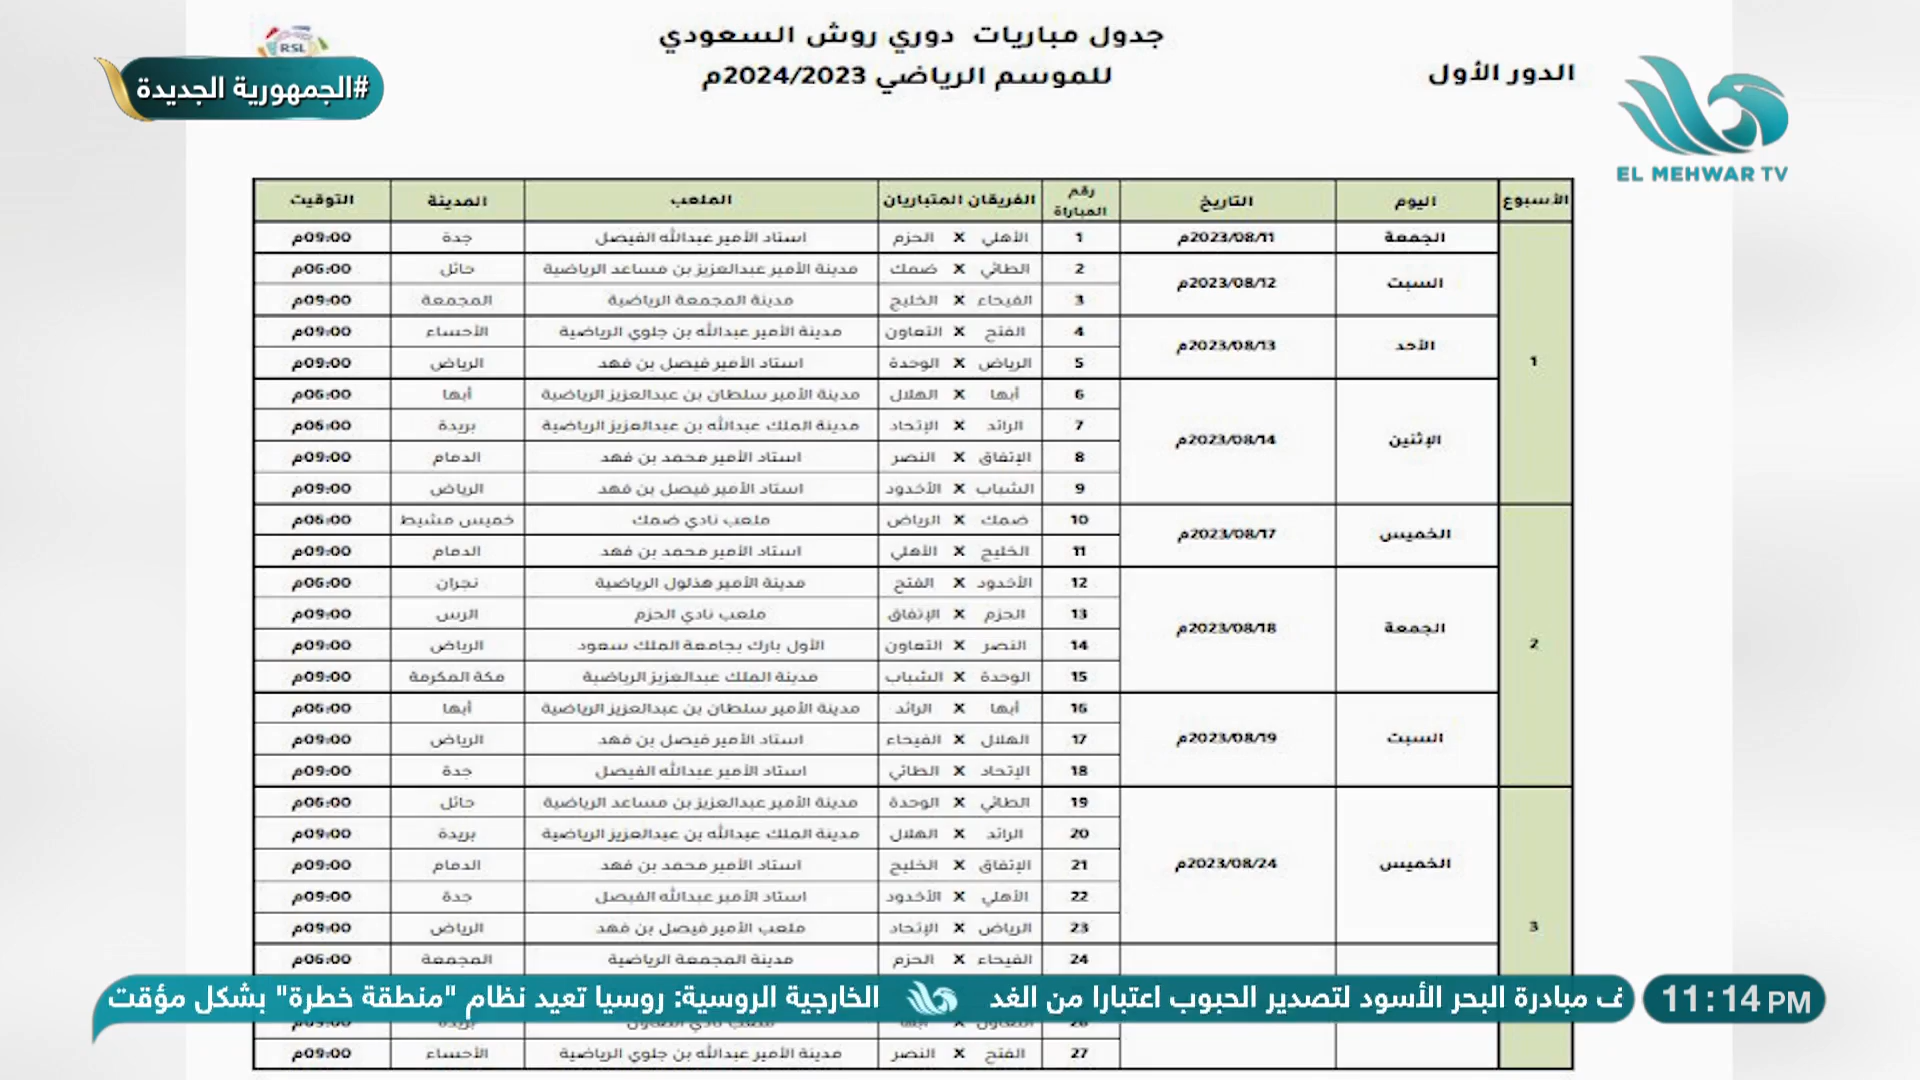 جدول مباريات دوري روش السعودي
للموسم الرياضي 2024/2023م
الدور الأول
RSL
#الجمهورية الجديدة
EL MEHWAR TV
الأسبوع اليوم التاريخ رقم المباراة الفريقان المتباريان الملعب المدينة التوقيت
1 الجمعة 2023/08/11م 1 الأهلي X الحزم استاد الأمير عبدالله الفيصل جدة 09:00م
السبت 2023/08/12م 2 الطائي X ضمك مدينة الأمير عبدالعزيز بن مساعد الرياضية حائل 06:00م
3 الفيحاء X الخليج مدينة المجمعة الرياضية المجمعة 09:00م
الأحد 2023/08/13م 4 الفتح X التعاون مدينة الأمير عبدالله بن جلوي الرياضية الأحساء 09:00م
5 الرياض X الوحدة استاد الأمير فيصل بن فهد الرياض 09:00م
الإثنين 2023/08/14م 6 أبها X الهلال مدينة الأمير سلطان بن عبدالعزيز الرياضية أبها 06:00م
7 الرائد X الإتحاد مدينة الملك عبدالله بن عبدالعزيز الرياضية بريدة 06:00م
8 الإتفاق X النصر استاد الأمير محمد بن فهد الدمام 09:00م
9 الشباب X الأخدود استاد الأمير فيصل بن فهد الرياض 09:00م
2 الخميس 2023/08/17م 10 ضمك X الرياض ملعب نادي ضمك خميس مشيط 06:00م
11 الخليج X الأهلي استاد الأمير محمد بن فهد الدمام 09:00م
الجمعة 2023/08/18م 12 الأخدود X الفتح مدينة الأمير هذلول الرياضية نجران 06:00م
13 الحزم X الإتفاق ملعب نادي الحزم الرس 09:00م
14 النصر X التعاون الأول بارك بجامعة الملك سعود الرياض 09:00م
15 الوحدة X الشباب مدينة الملك عبدالعزيز الرياضية مكة المكرمة 09:00م
السبت 2023/08/19م 16 أبها X الرائد مدينة الأمير سلطان بن عبدالعزيز الرياضية أبها 06:00م
17 الهلال X الفيحاء استاد الأمير فيصل بن فهد الرياض 09:00م
18 الإتحاد X الطائي استاد الأمير عبدالله الفيصل جدة 09:00م
3 الخميس 2023/08/24م 19 الطائي X الوحدة مدينة الأمير عبدالعزيز بن مساعد الرياضية حائل 06:00م
20 الرائد X الهلال مدينة الملك عبدالله بن عبدالعزيز الرياضية بريدة 09:00م
21 الإتفاق X الخليج استاد الأمير محمد بن فهد الدمام 09:00م
22 الأهلي X الأخدود استاد الأمير عبدالله الفيصل جدة 09:00م
23 الرياض X الإتحاد ملعب الأمير فيصل بن فهد الرياض 09:00م
24 الفيحاء X الحزم مدينة المجمعة الرياضية المجمعة 06:00م
ف مبادرة البحر الأسود لتصدير الحبوب اعتبارا من الغد الخارجية الروسية: روسيا تعيد نظام "منطقة خطرة" بشكل مؤقت
11:14 PM
26 التعاون X أبها ملعب نادي التعاون بريدة 09:00م
27 الفتح X النصر مدينة الأمير عبدالله بن جلوي الرياضية الأحساء 09:00م